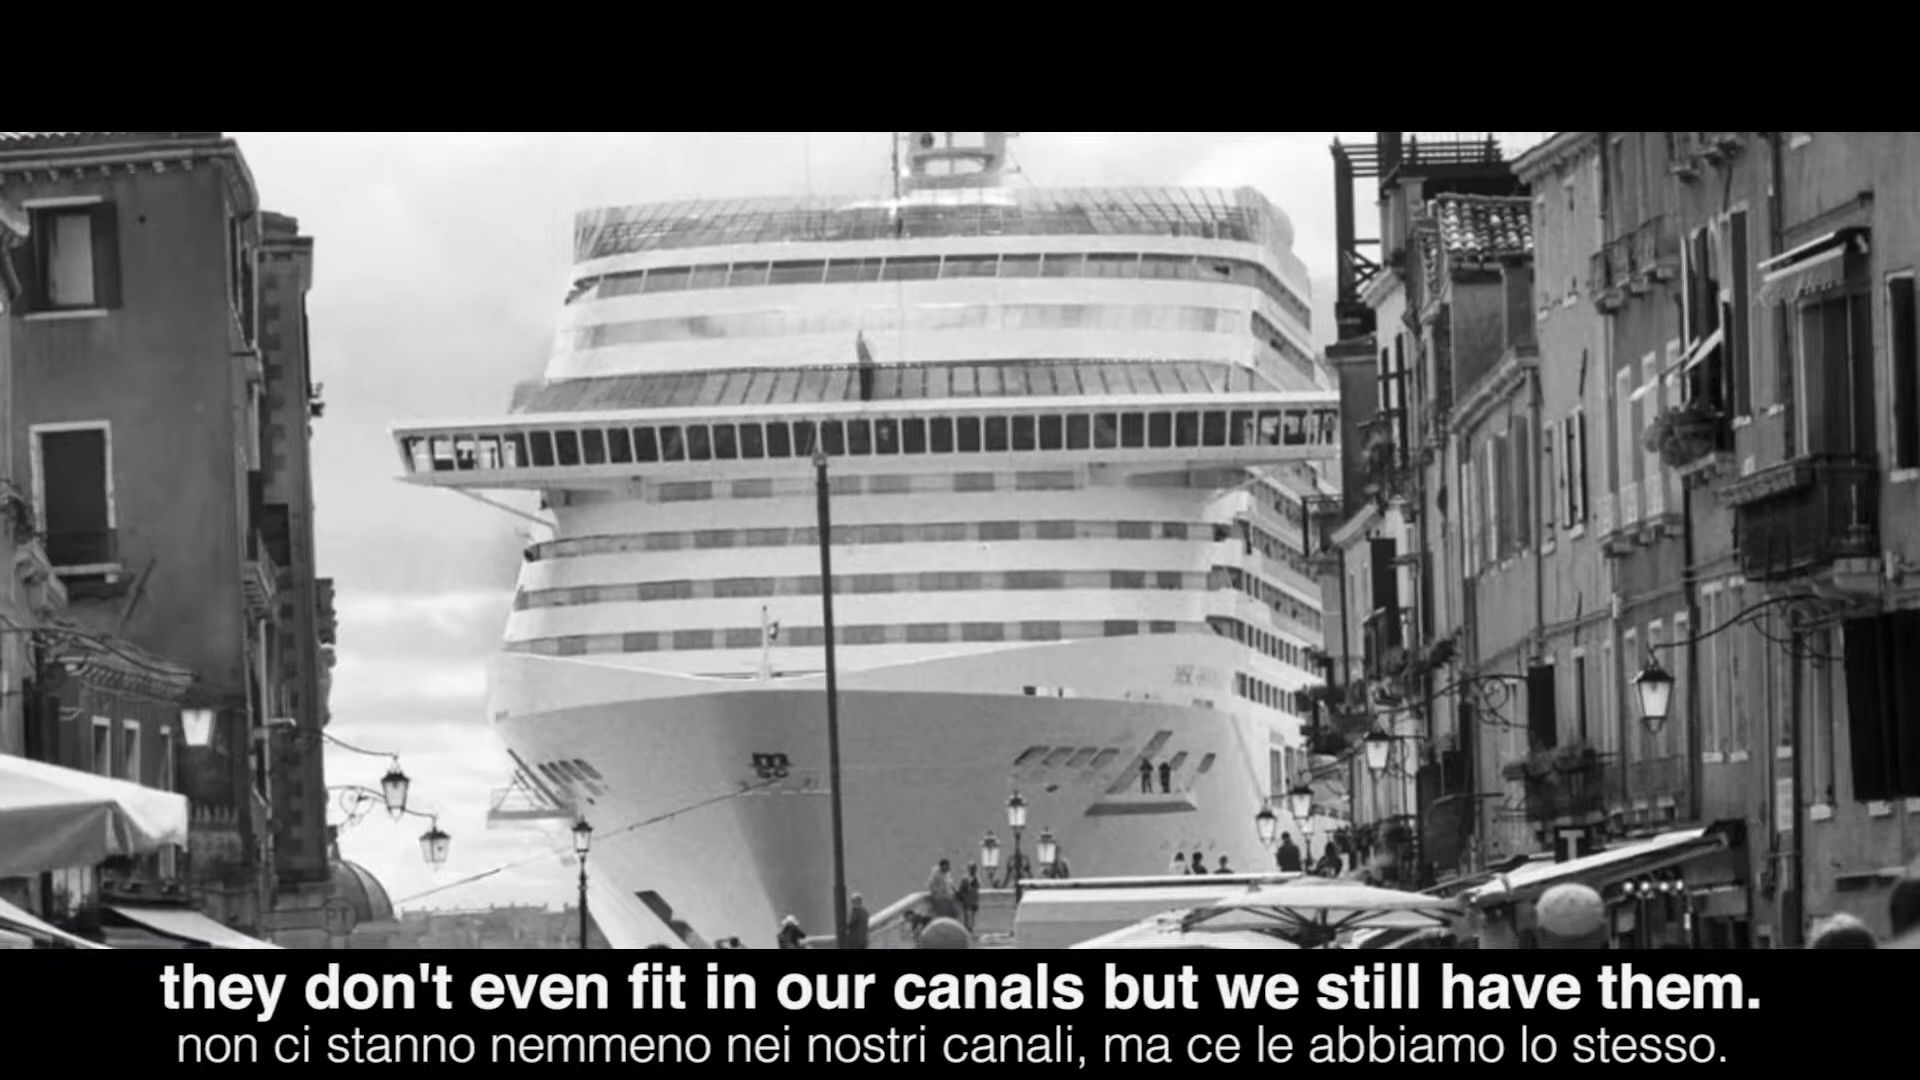 m
sc
T
they don't even fit in our canals but we still have them.
non ci stanno nemmeno nei nostri canali, ma ce le abbiamo lo stesso.